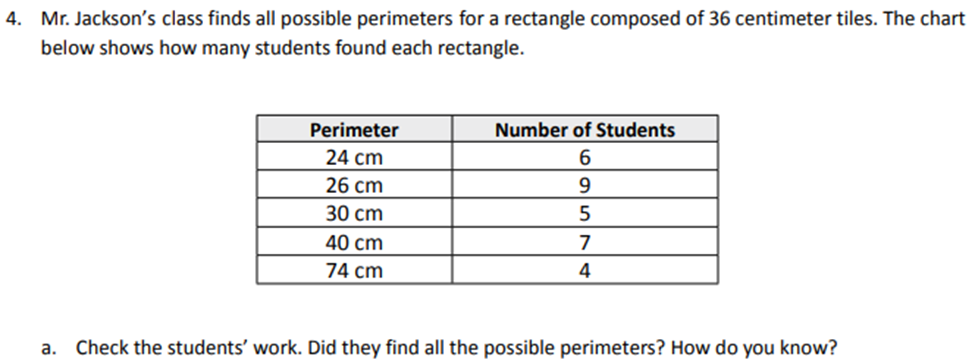 4. Mr. Jackson’s class finds all possible perimeters for a rectangle composed of 36 centimeter tiles. The chart
below shows how many students found each rectangle.
Perimeter Number of Students
24 cm 6
26 cm 9
30 cm 5
40 cm 7
74 cm 4
a. Check the students’ work. Did they find all the possible perimeters? How do you know?